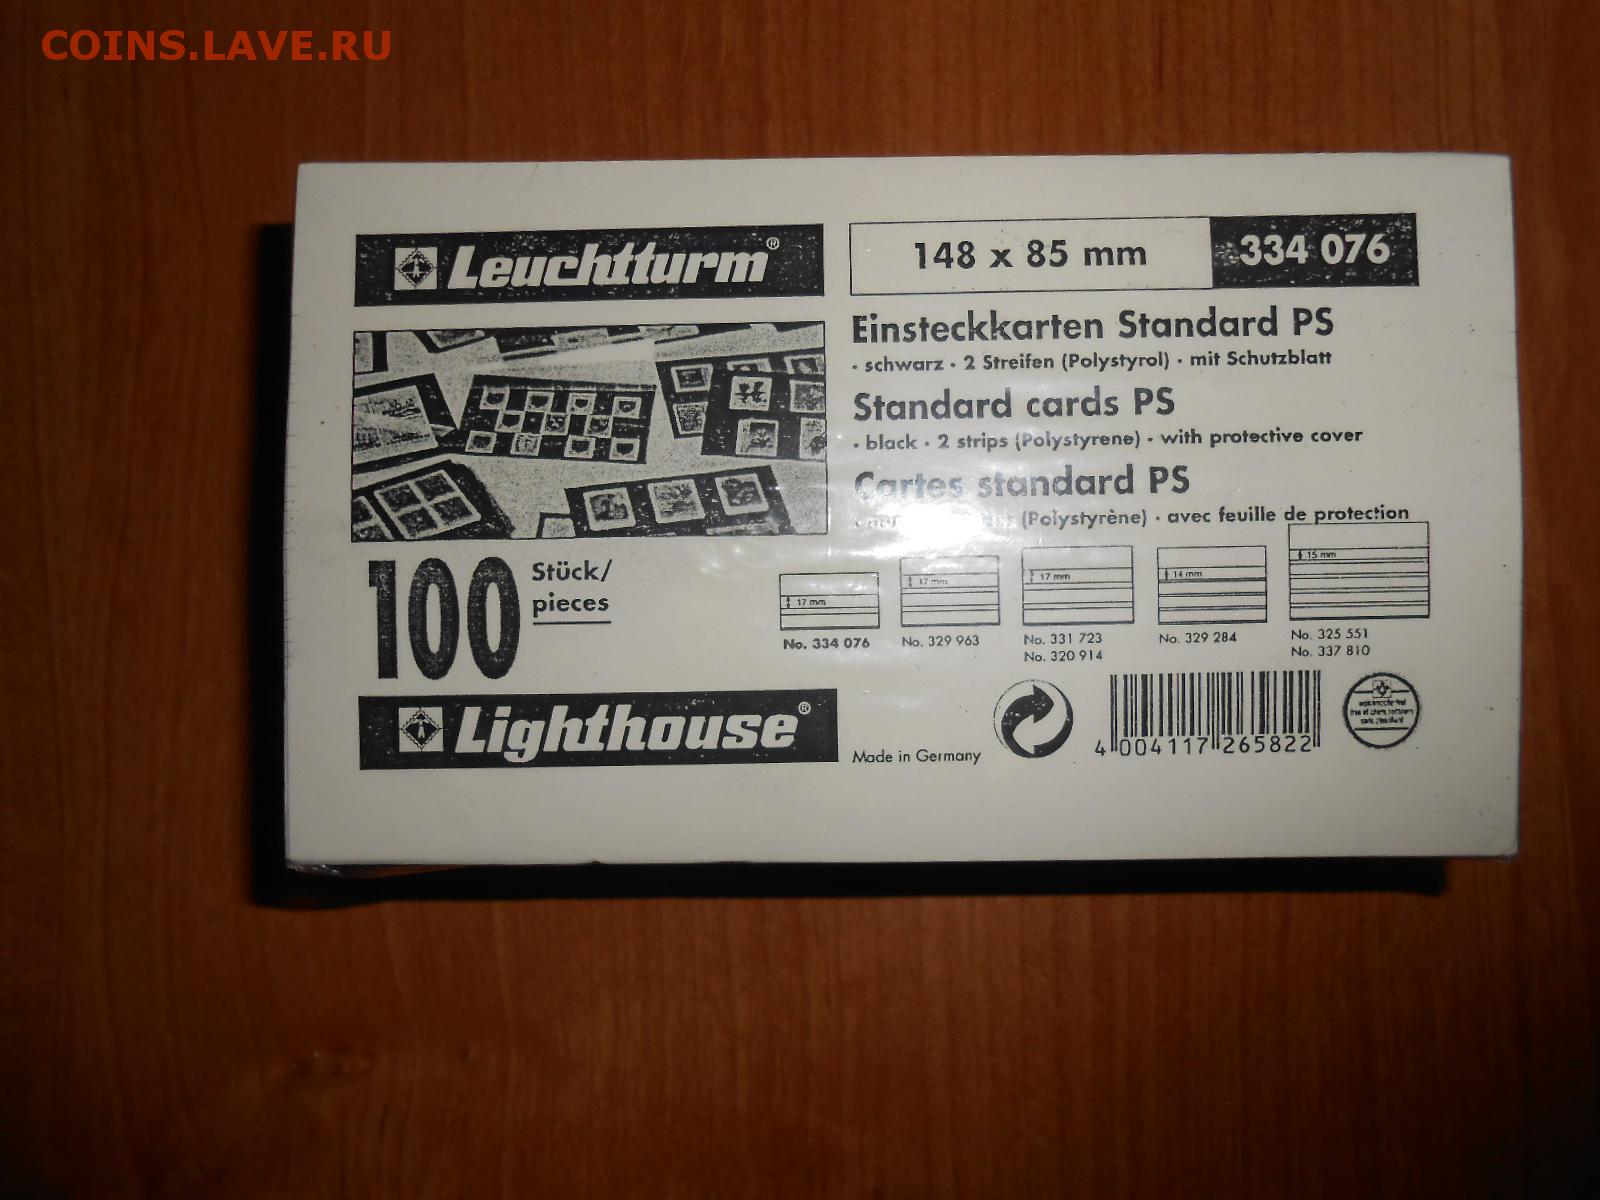 COINS.LAVE.RU
Leuchtturm®
148 x 85 mm
334 076
Einsteckkarten Standard PS
· schwarz · 2 Streifen (Polystyrol) · mit Schutzblatt
Standard cards PS
· black · 2 strips (Polystyrene) · with protective cover
Cartes standard PS
(Polystyrène) · avec feuille de protection
100 Stück/
pieces
17 mm
17 mm
17 mm
14 mm
15 mm
No. 334 076
No. 329 963
No. 331 723
No. 320 914
No. 329 284
No. 325 551
No. 337 810
Lighthouse®
Made in Germany
4 004117 265822